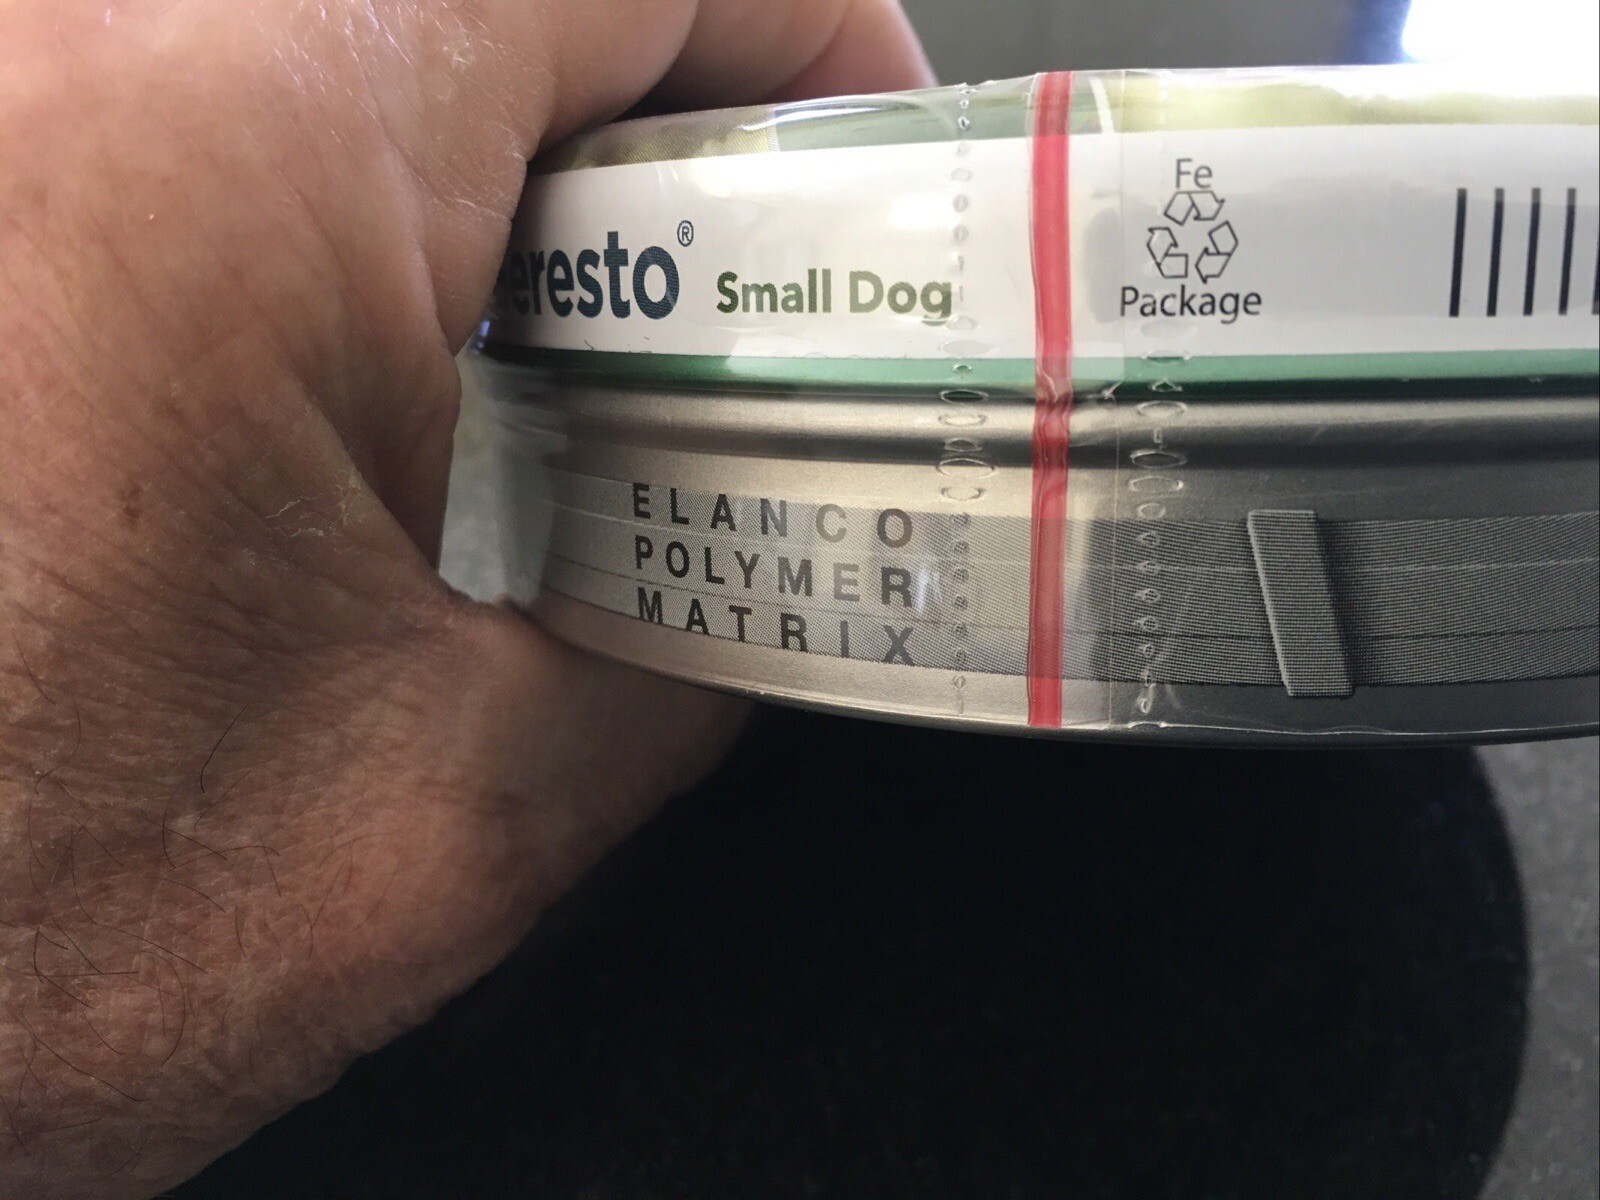 eresto® Small Dog
Fe
Package
ELANCO
POLYMER
MATRIX